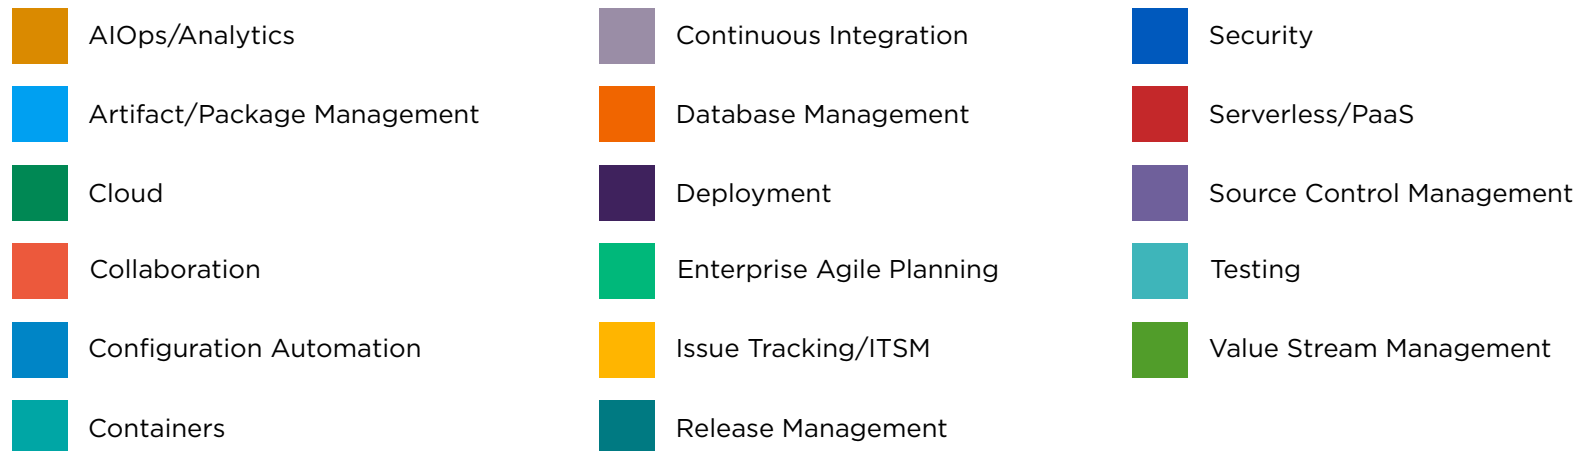 AIOps/Analytics
Artifact/Package Management
Cloud
Collaboration
Configuration Automation
Containers
Continuous Integration
Database Management
Deployment
Enterprise Agile Planning
Issue Tracking/ITSM
Release Management
Security
Serverless/PaaS
Source Control Management
Testing
Value Stream Management